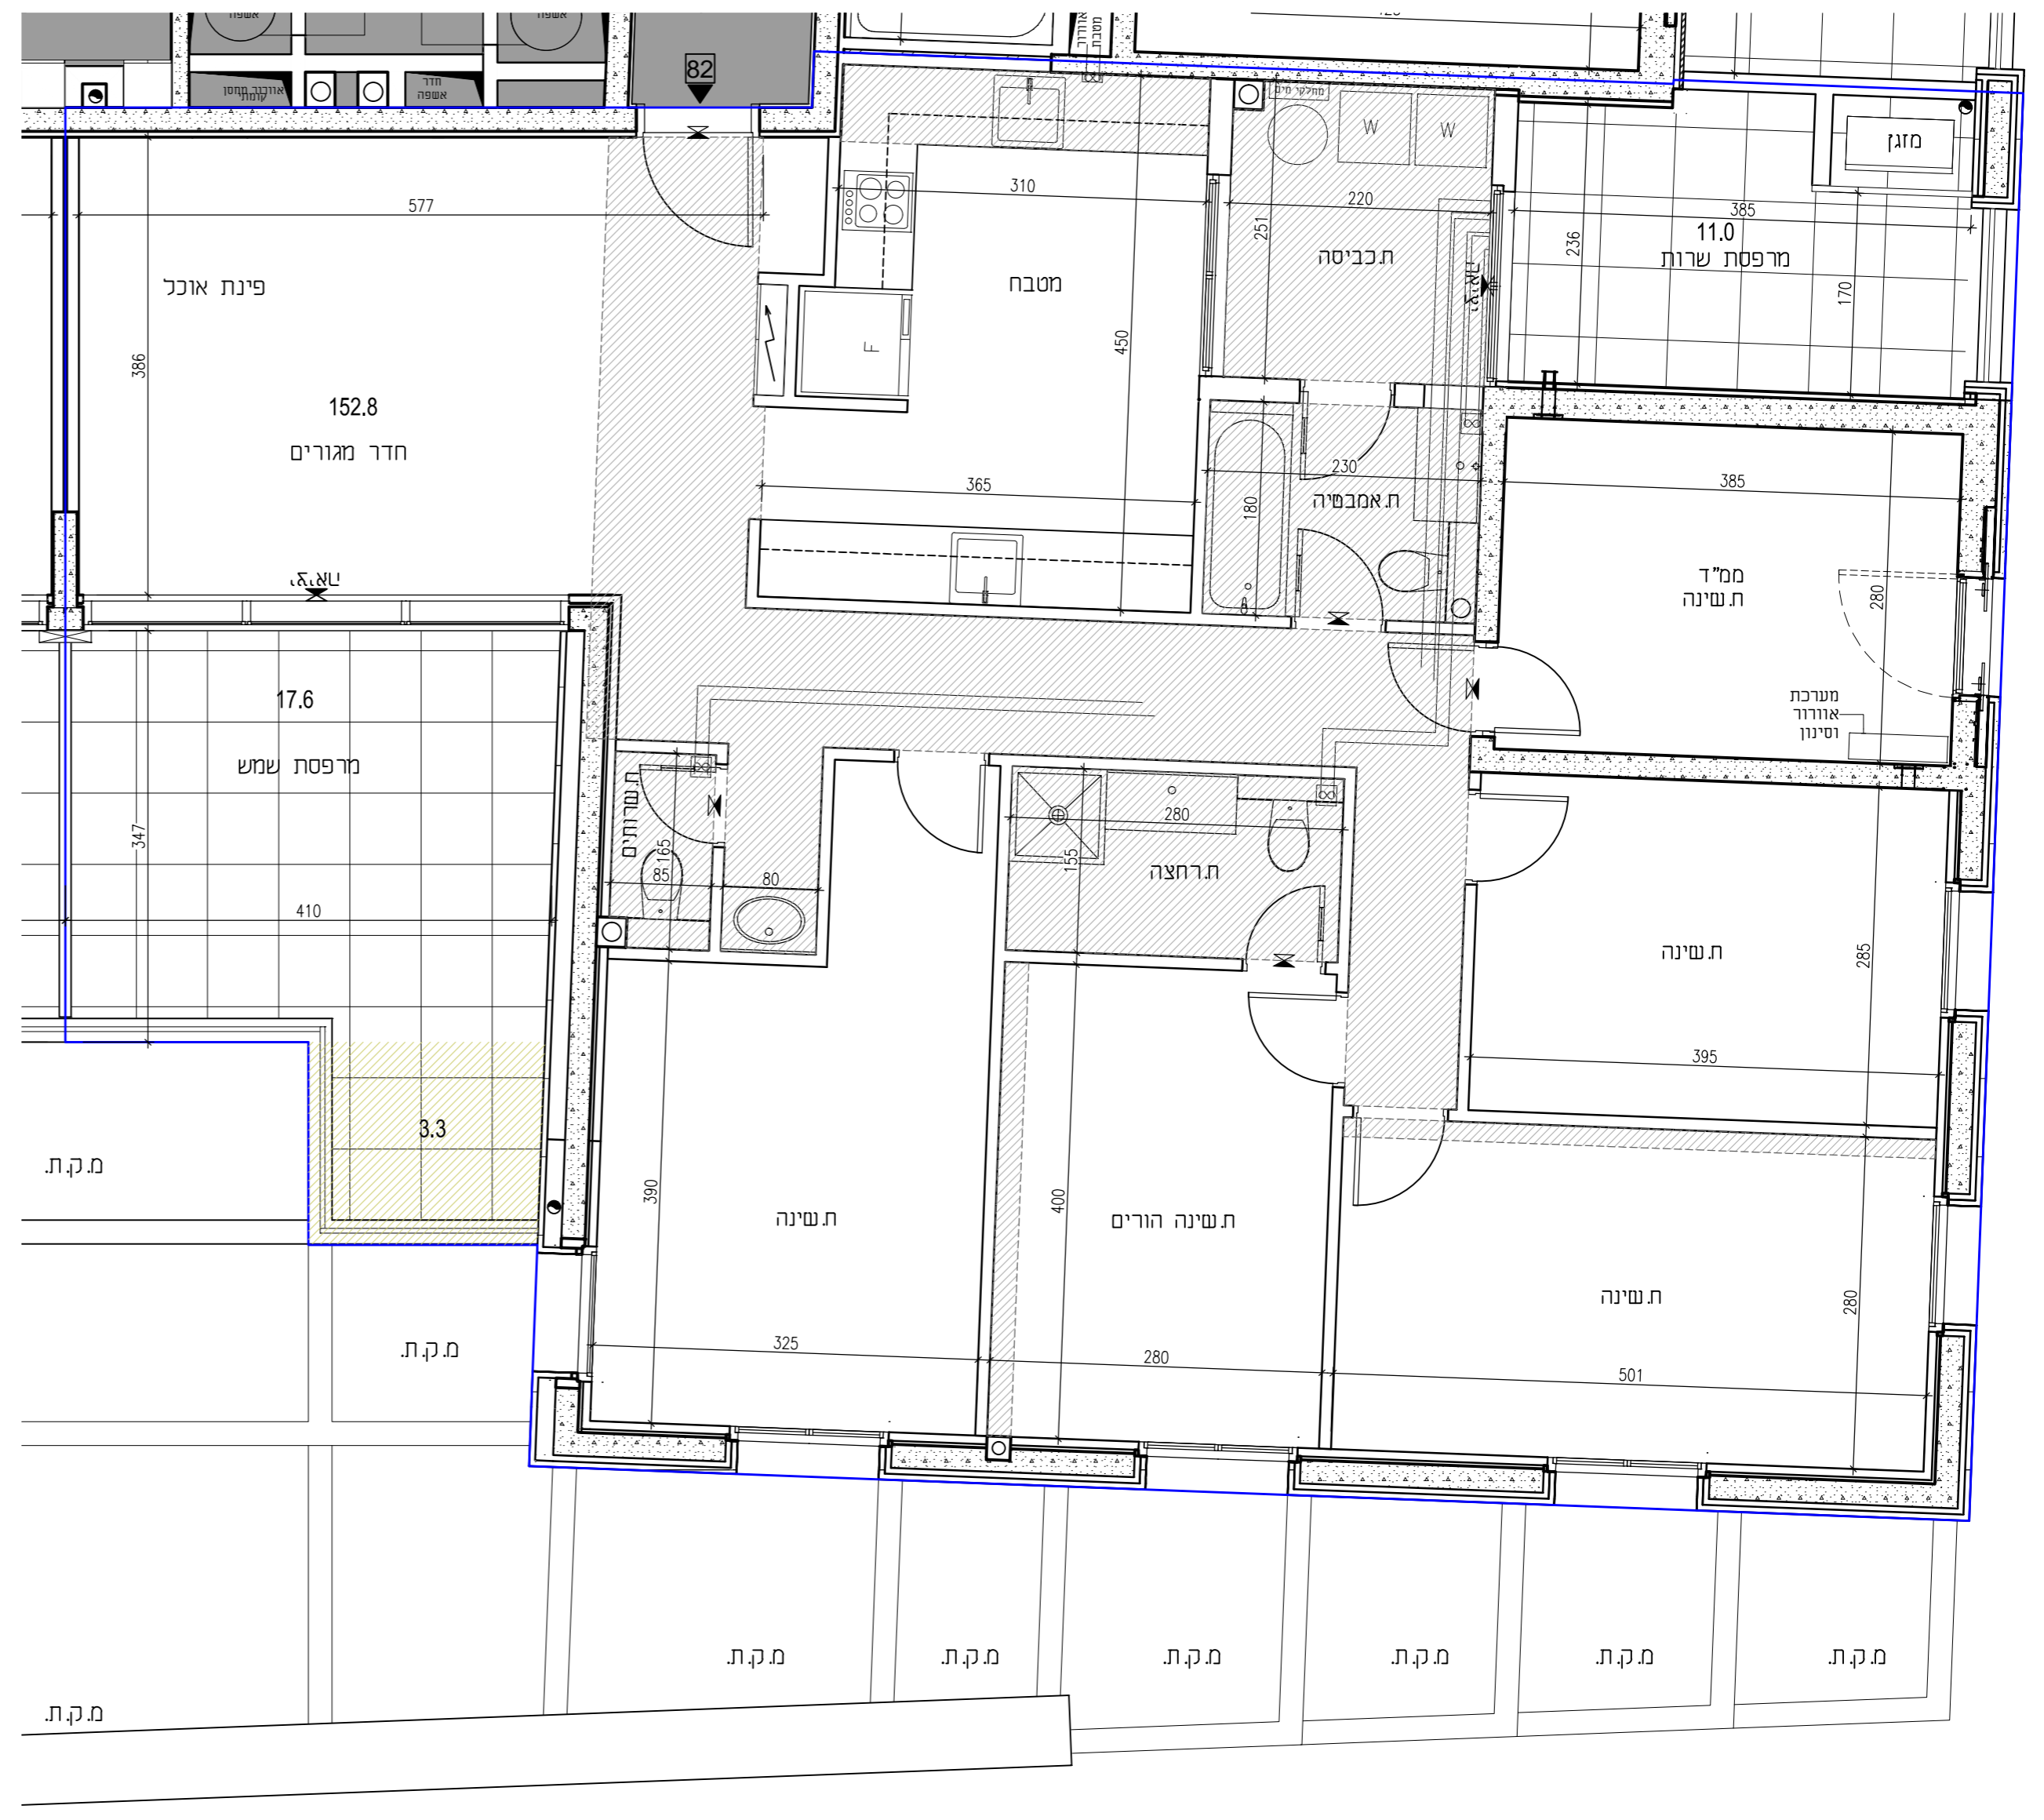 אשפה
אשפה
אוורור מחסן
קומתי
חדר
אשפה
82
אוורור
מטבח
425
מחלקי מים
W
W
מזגן
577
310
220
385
11.0
מרפסת שרות
251
236
170
פינת אוכל
מטבח
ח.כביסה
386
450
F
152.8
חדר מגורים
365
230
ח.אמבטיה
180
385
ממ"ד
ח.שינה
280
מערכת
אוורור
וסינון
17.6
מרפסת שמש
347
410
ח.שרותים
165
85
80
280
155
ח.רחצה
ח.שינה
285
395
3.3
מ.ק.ת.
390
400
ח.שינה
ח.שינה הורים
ח.שינה
280
מ.ק.ת.
325
280
501
מ.ק.ת.
מ.ק.ת.
מ.ק.ת.
מ.ק.ת.
מ.ק.ת.
מ.ק.ת.
מ.ק.ת.